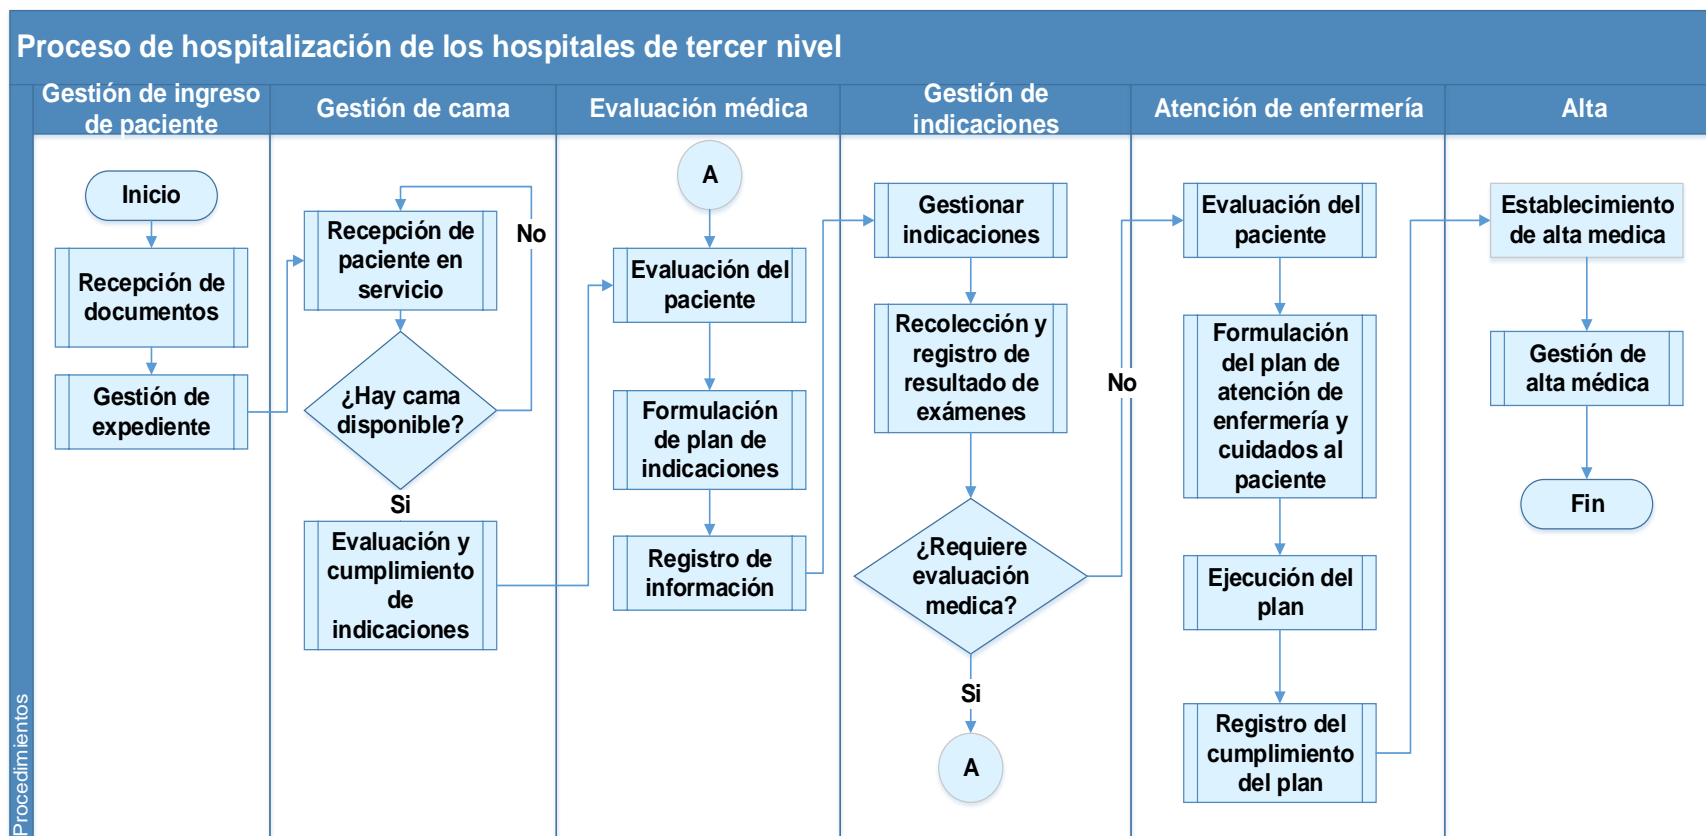 Proceso de hospitalización de los hospitales de tercer nivel
Gestión de ingreso
de paciente
Gestión de cama
Evaluación médica
Gestión de
indicaciones
Atención de enfermería
Alta
Procedimientos
Inicio
Recepción de
documentos
Gestión de
expediente
Recepción de
paciente en
servicio
No
¿Hay cama
disponible?
Si
Evaluación y
cumplimiento
de
indicaciones
A
Evaluación del
paciente
Formulación
de plan de
indicaciones
Registro de
información
Gestionar
indicaciones
Recolección y
registro de
resultado de
exámenes
¿Requiere
evaluación
medica?
No
Si
A
Evaluación del
paciente
Formulación
del plan de
atención de
enfermería y
cuidados al
paciente
Ejecución del
plan
Registro del
cumplimiento
del plan
Establecimiento
de alta medica
Gestión de
alta médica
Fin